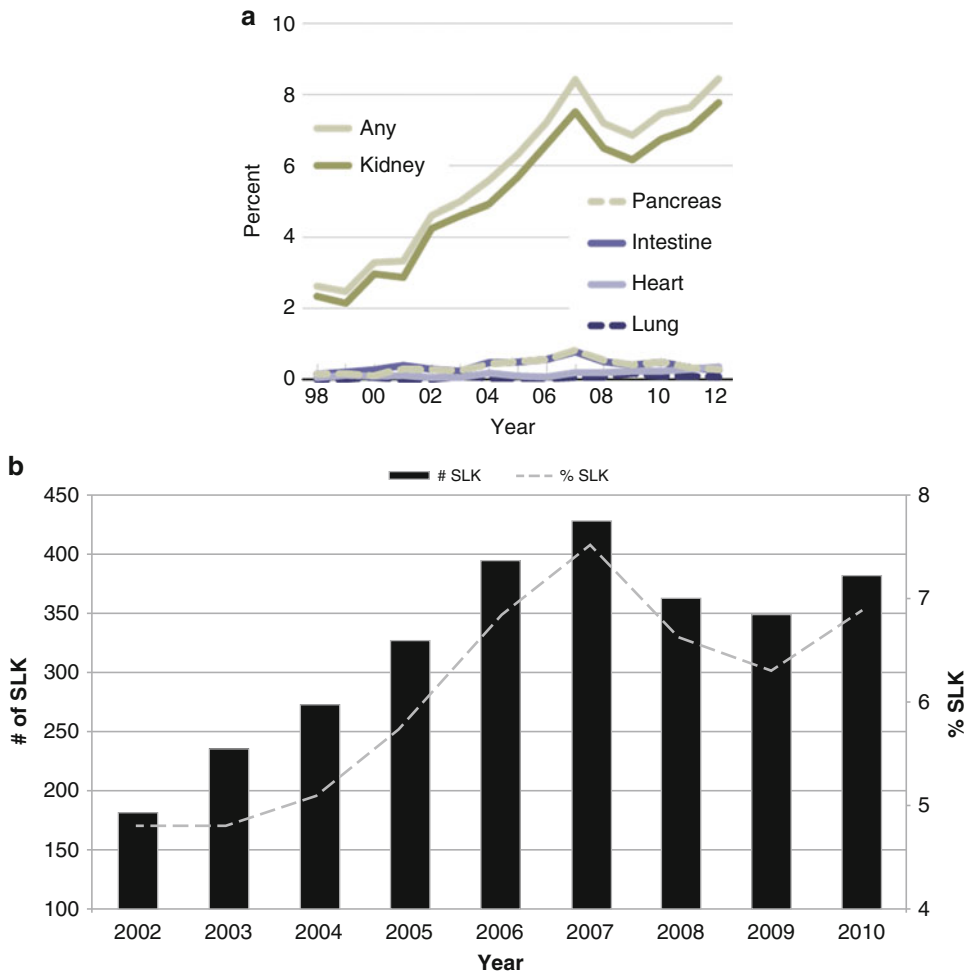 a
10
8
6
4
2
0
Percent
Any
Kidney
Pancreas
Intestine
Heart
Lung
98 00 02 04 06 08 10 12
Year
b
# SLK % SLK
450
400
350
300
250
200
150
100
# of SLK
8
7
6
5
4
% SLK
2002 2003 2004 2005 2006 2007 2008 2009 2010
Year